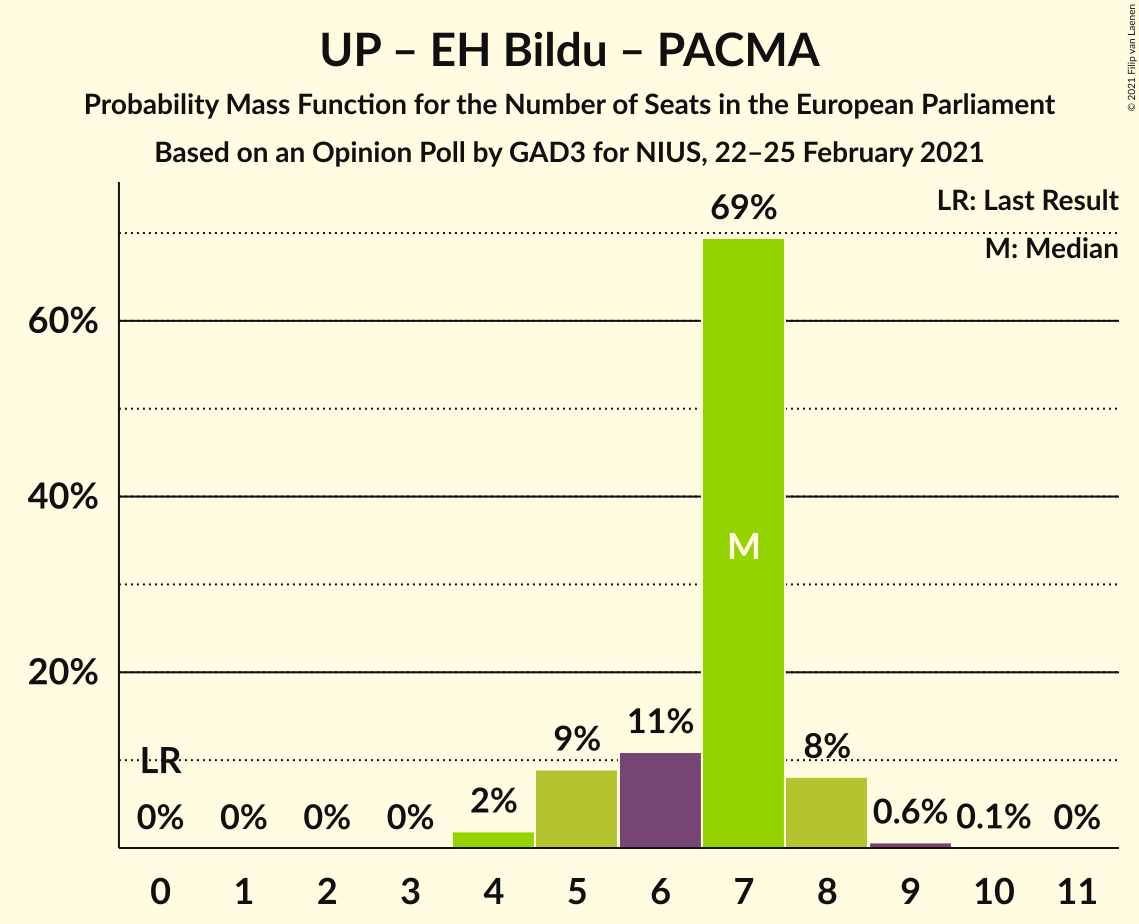 UP – EH Bildu – PACMA
Probability Mass Function for the Number of Seats in the European Parliament
Based on an Opinion Poll by GAD3 for NIUS, 22–25 February 2021
© 2021 Filip van Laenen
LR: Last Result
M: Median
69%
60%
40%
M
20%
11%
9%
8%
LR
2%
0% 0% 0% 0% 0.6% 0.1% 0%
0 1 2 3 4 5 6 7 8 9 10 11